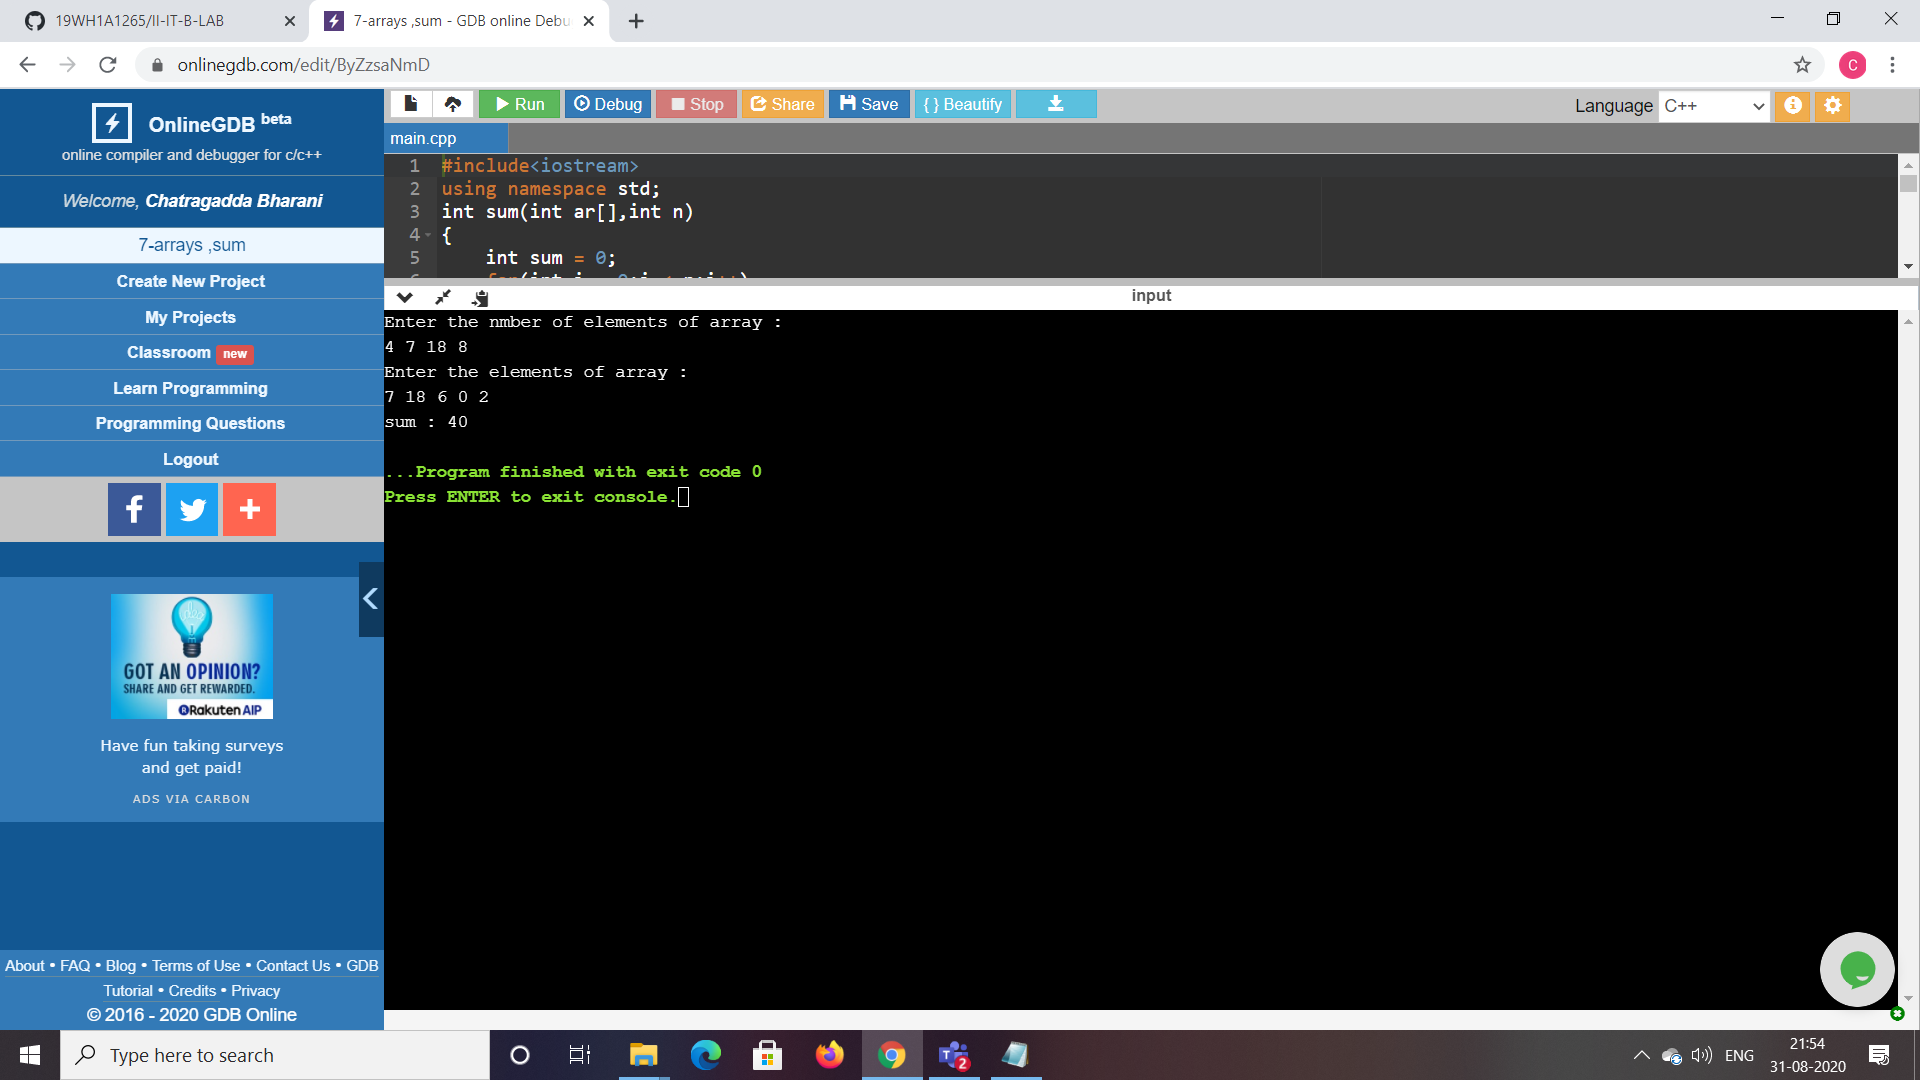 19WH1A1265/II-IT-B-LAB
7-arrays ,sum - GDB online Debu
onlinegdb.com/edit/ByZzsaNmD
C
OnlineGDB beta
online compiler and debugger for c/c++
Welcome, Chatragadda Bharani
7-arrays ,sum
Create New Project
My Projects
Classroom new
Learn Programming
Programming Questions
Logout
GOT AN OPINION?
SHARE AND GET REWARDED.
Rakuten AIP
Have fun taking surveys
and get paid!
ADS VIA CARBON
About • FAQ • Blog • Terms of Use • Contact Us • GDB
Tutorial • Credits • Privacy
© 2016 - 2020 GDB Online
Run Debug Stop Share Save { } Beautify
Language C++
main.cpp
1 #include<iostream>
2 using namespace std;
3 int sum(int ar[],int n)
4 {
5 int sum = 0;
input
Enter the nmber of elements of array :
4 7 18 8
Enter the elements of array :
7 18 6 0 2
sum : 40
...Program finished with exit code 0
Press ENTER to exit console.
Type here to search
2
ENG
21:54
31-08-2020